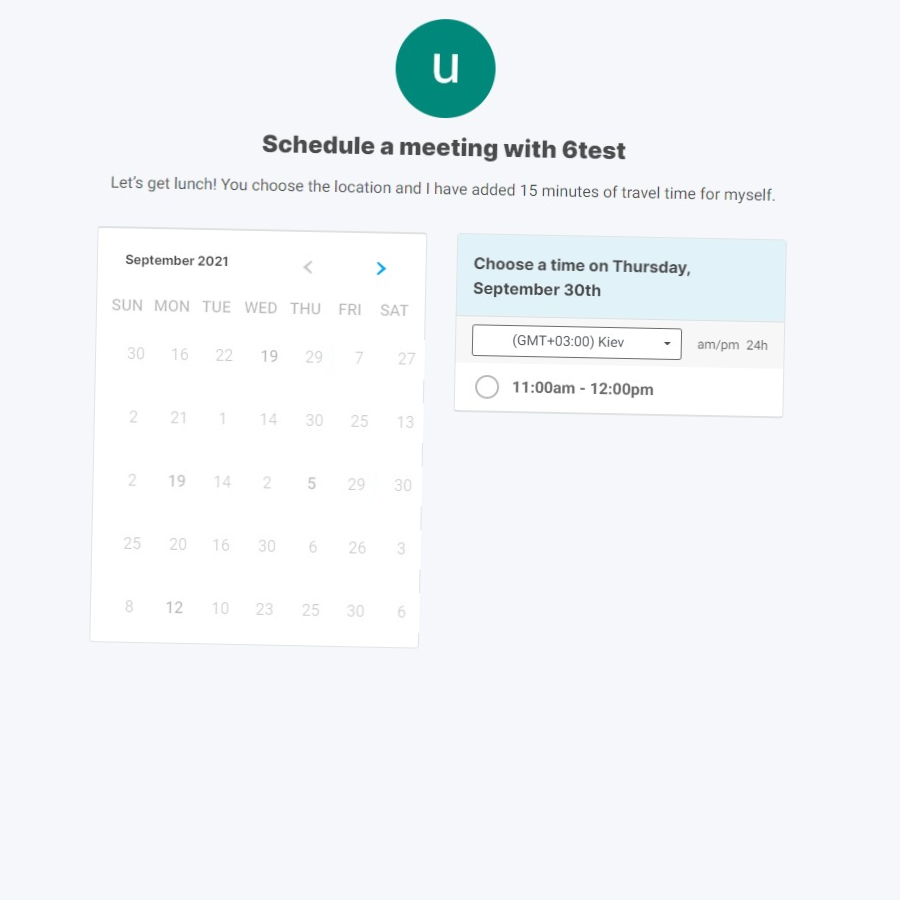 u
Schedule a meeting with 6test
Let's get lunch! You choose the location and I have added 15 minutes of travel time for myself.
September 2021
SUN MON TUE WED THU FRI SAT
30 16 22 19 29 7 27
2 21 1 14 30 25 13
2 19 14 2 5 29 30
25 20 16 30 6 26 3
8 12 10 23 25 30 6
Choose a time on Thursday,
September 30th
(GMT+03:00) Kiev am/pm 24h
11:00am - 12:00pm